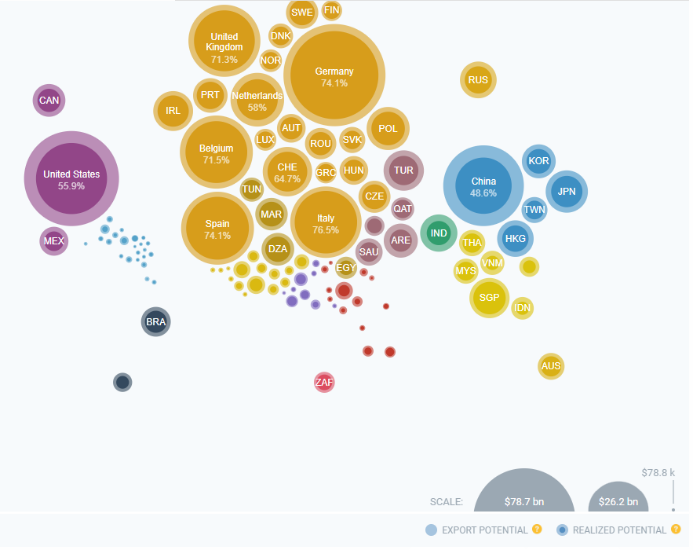 SWE
FIN
United
Kingdom
71.3%
DNK
NOR
Germany
74.1%
RUS
CAN
PRT
Netherlands
58%
IRL
LUX
AUT
ROU
SVK
POL
Belgium
71.5%
CHE
64.7%
GRC
HUN
TUR
United States
55.9%
China
48.6%
KOR
JPN
TWN
TUN
MAR
CZE
QAT
Spain
74.1%
Italy
76.5%
MEX
DZA
SAU
ARE
IND
HKG
THA
EGY
MYS
VNM
SGP
IDN
BRA
AUS
ZAF
$78.8 k
SCALE:
$78.7 bn
$26.2 bn
EXPORT POTENTIAL ?
REALIZED POTENTIAL ?